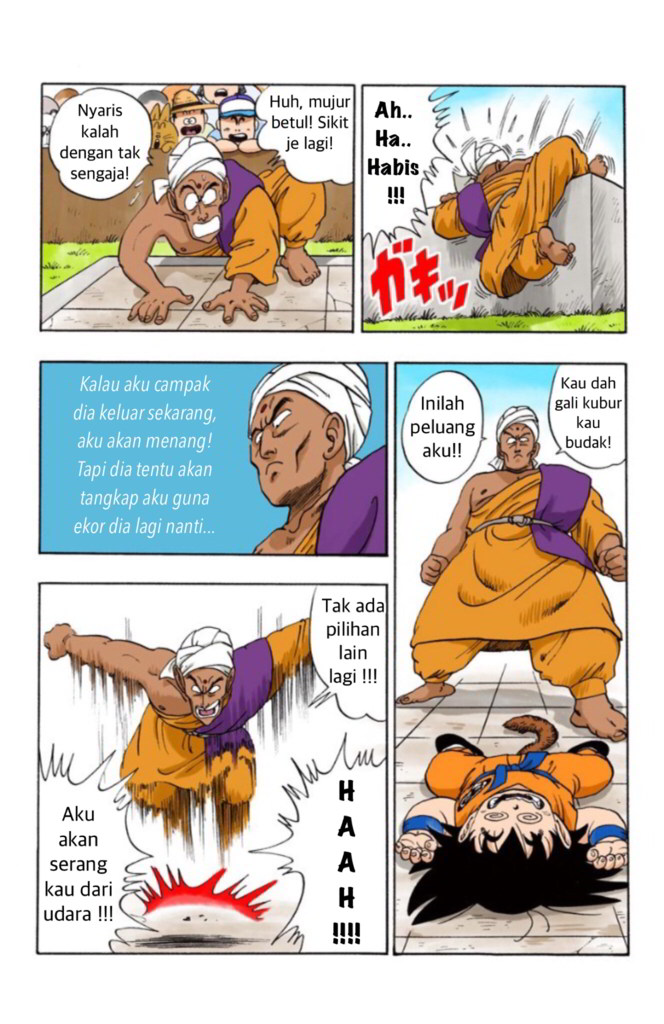 Ah..
Ha..
Habis
!!!
ガキッ
Huh, mujur
betul! Sikit
je lagi!
Nyaris
kalah
dengan tak
sengaja!
Kau dah
gali kubur
kau
budak!
Inilah
peluang
aku!!
Kalau aku campak
dia keluar sekarang,
aku akan menang!
Tapi dia tentu akan
tangkap aku guna
ekor dia lagi nanti...
Tak ada
pilihan
lain
lagi !!!
H
A
A
H
!!!!
Aku
akan
serang
kau dari
udara !!!